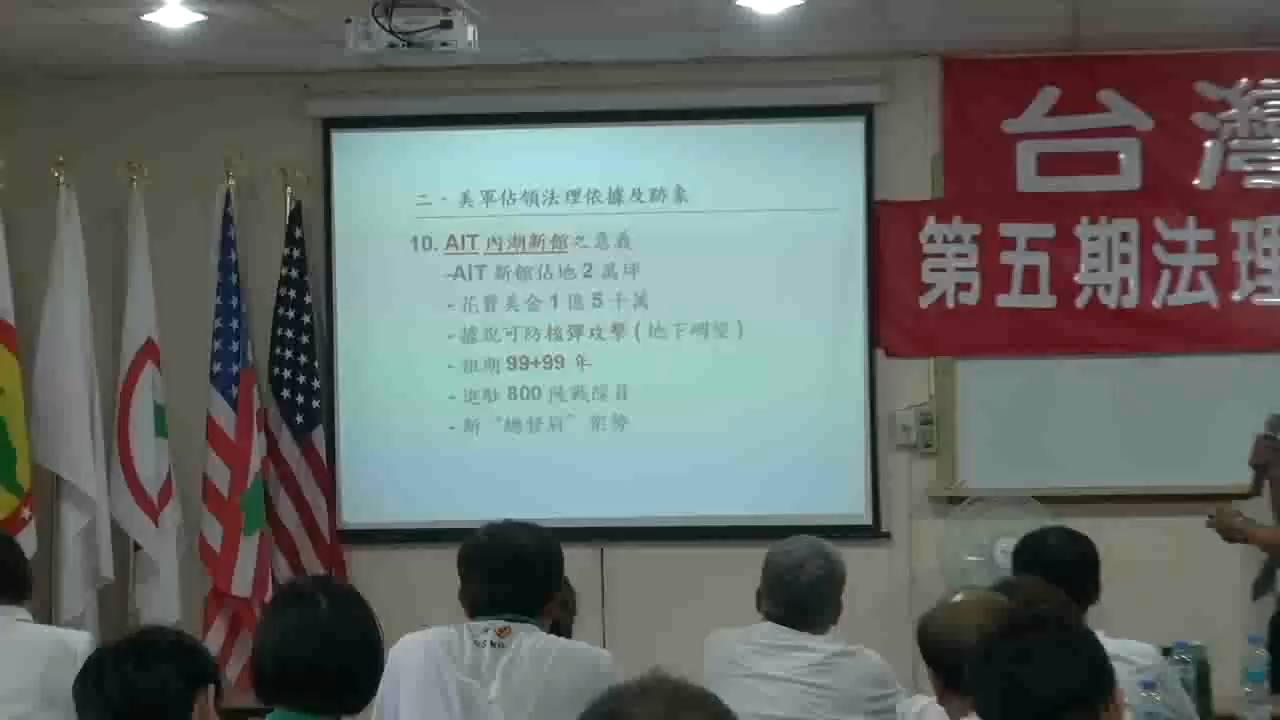 二．美軍佔領法理依據及跡象
10. AIT 內湖新館之意義
-AIT 新館佔地 2 萬坪
- 花費美金 1 億 5 千萬
- 據說可防核彈攻擊 ( 地下碉堡 )
- 租期 99+99 年
- 進駐 800 陸戰隊員
- 新 “總督府” 架勢
台灣
第五期法理